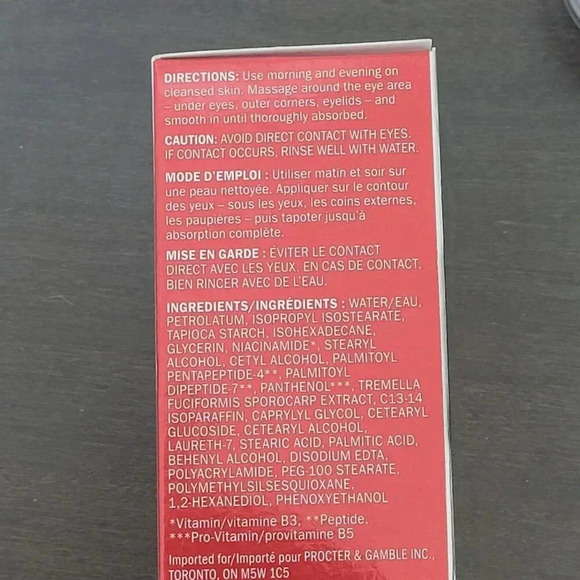 DIRECTIONS: Use morning and evening on
cleansed skin. Massage around the eye area
– under eyes, outer corners, eyelids – and
smooth in until thoroughly absorbed.
CAUTION: AVOID DIRECT CONTACT WITH EYES.
IF CONTACT OCCURS, RINSE WELL WITH WATER.
MODE D'EMPLOI : Utiliser matin et soir sur
une peau nettoyée. Appliquer sur le contour
des yeux – sous les yeux, les coins externes,
les paupières – puis tapoter jusqu'à
absorption complète.
MISE EN GARDE : ÉVITER LE CONTACT
DIRECT AVEC LES YEUX. EN CAS DE CONTACT,
BIEN RINCER AVEC DE L'EAU.
INGREDIENTS/INGRÉDIENTS : WATER/EAU,
PETROLATUM, ISOPROPYL ISOSTEARATE,
TAPIOCA STARCH, ISOHEXADECANE,
GLYCERIN, NIACINAMIDE*, STEARYL
ALCOHOL, CETYL ALCOHOL, PALMITOYL
PENTAPEPTIDE-4**, PALMITOYL
DIPEPTIDE-7**, PANTHENOL***, TREMELLA
FUCIFORMIS SPOROCARP EXTRACT, C13-14
ISOPARAFFIN, CAPRYLYL GLYCOL, CETEARYL
GLUCOSIDE, CETEARYL ALCOHOL,
LAURETH-7, STEARIC ACID, PALMITIC ACID,
BEHENYL ALCOHOL, DISODIUM EDTA,
POLYACRYLAMIDE, PEG-100 STEARATE,
POLYMETHYLSILSESQUIOXANE,
1,2-HEXANEDIOL, PHENOXYETHANOL
*Vitamin/vitamine B3, **Peptide,
***Pro-Vitamin/provitamine B5
Imported for/Importé pour PROCTER & GAMBLE INC.,
TORONTO, ON M5W 1C5